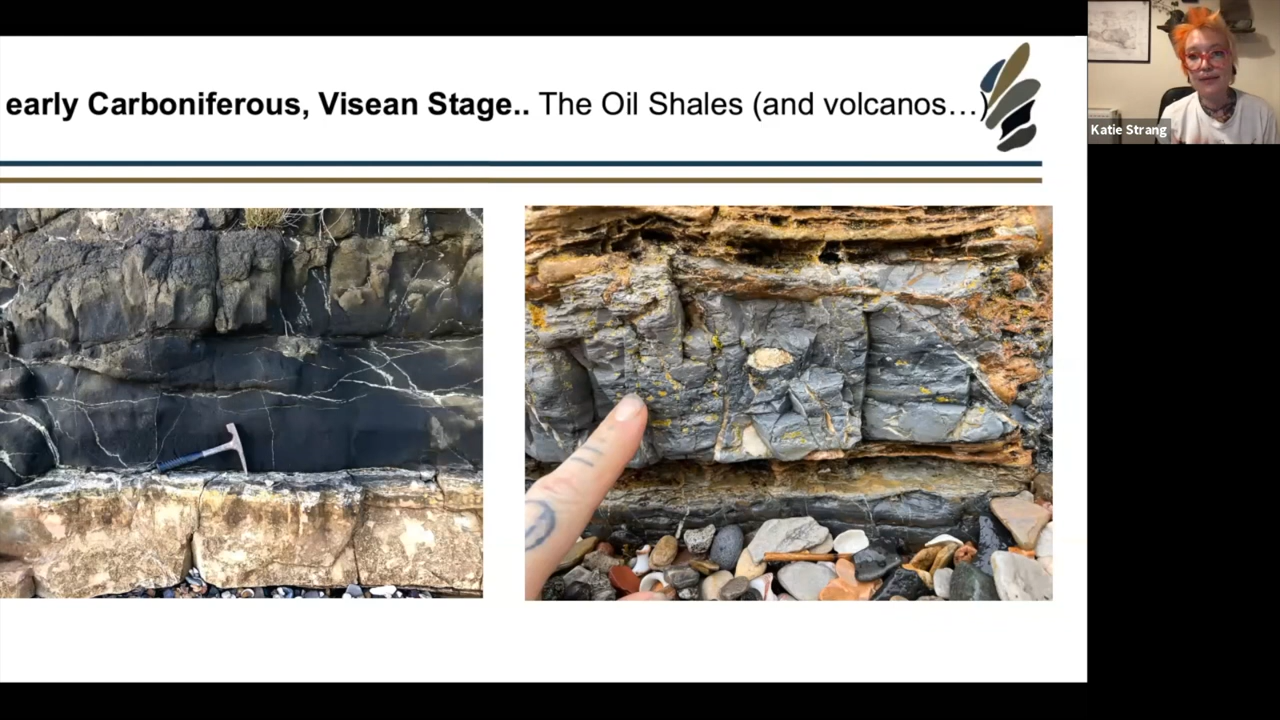 early Carboniferous, Visean Stage.. The Oil Shales (and volcanos…)
Katie Strang